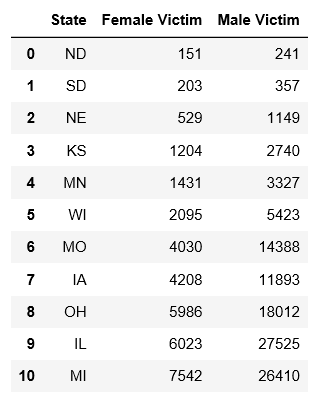 State Female Victim Male Victim
0 ND 151 241
1 SD 203 357
2 NE 529 1149
3 KS 1204 2740
4 MN 1431 3327
5 WI 2095 5423
6 MO 4030 14388
7 IA 4208 11893
8 OH 5986 18012
9 IL 6023 27525
10 MI 7542 26410